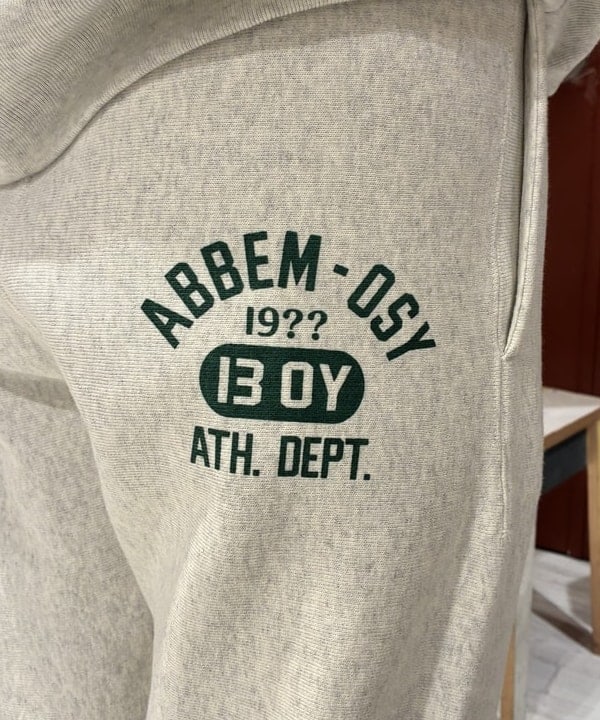 ABBEM-OSY
19??
13 OY
ATH. DEPT.